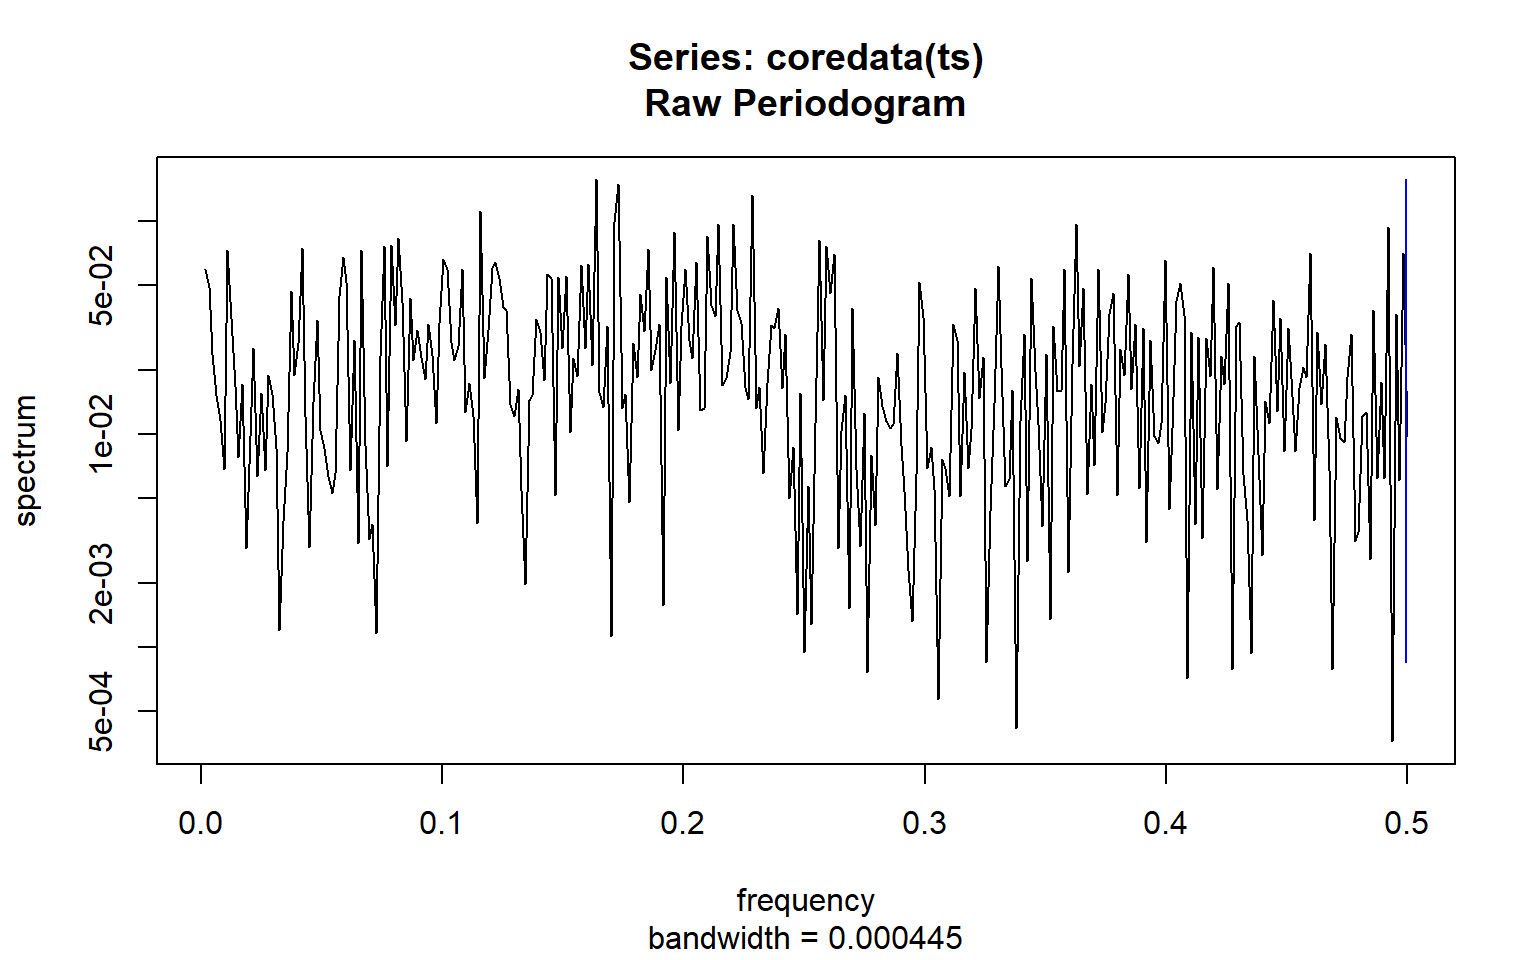 Series: coredata(ts)
Raw Periodogram
spectrum
5e-02
1e-02
2e-03
5e-04
0.0 0.1 0.2 0.3 0.4 0.5
frequency
bandwidth = 0.000445